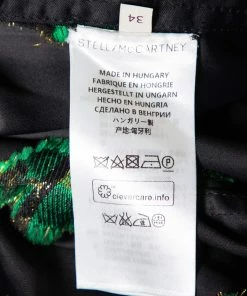 34
STELLA McCARTNEY
MADE IN HUNGARY
FABRIQUE EN HONGRIE
HERGESTELLT IN UNGARN
HECHO EN HUNGRIA
СДЕЛАНО В ВЕНГРИИ
ハンガリー製
产地:匈牙利
clevercare.info